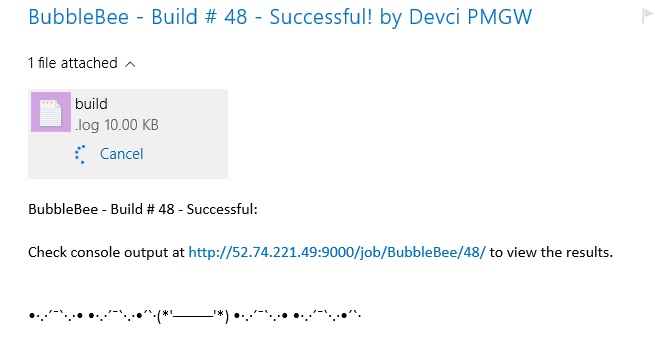 BubbleBee - Build # 48 - Successful! by Devci PMGW
1 file attached
build
.log 10.00 KB
Cancel
BubbleBee - Build # 48 - Successful:
Check console output at http://52.74.221.49:9000/job/BubbleBee/48/ to view the results.
•·.·´¯`·.·• •·.·´¯`·.·•´`·(*'———'*) •·.·´¯`·.·• •·.·´¯`·.·•´`·